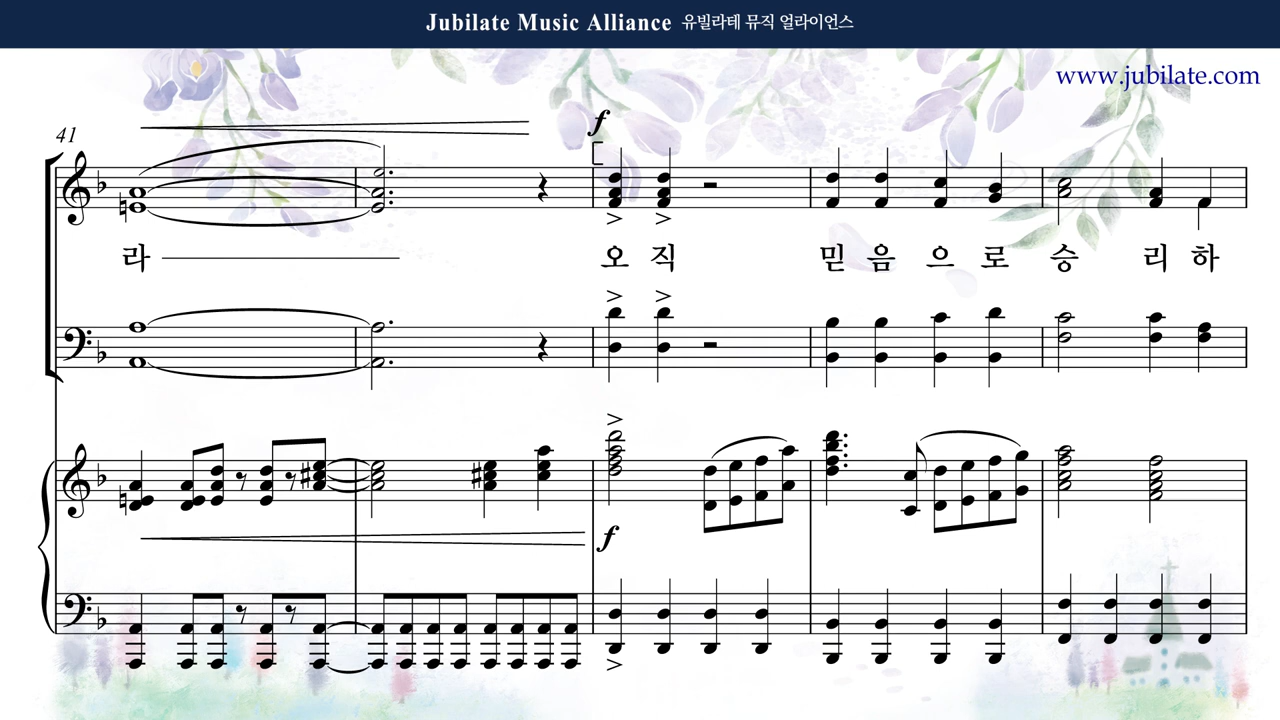 Jubilate Music Alliance 유빌라테 뮤직 얼라이언스
www.jubilate.com
41
f
라 오 직 믿 음 으 로 승 리 하
f